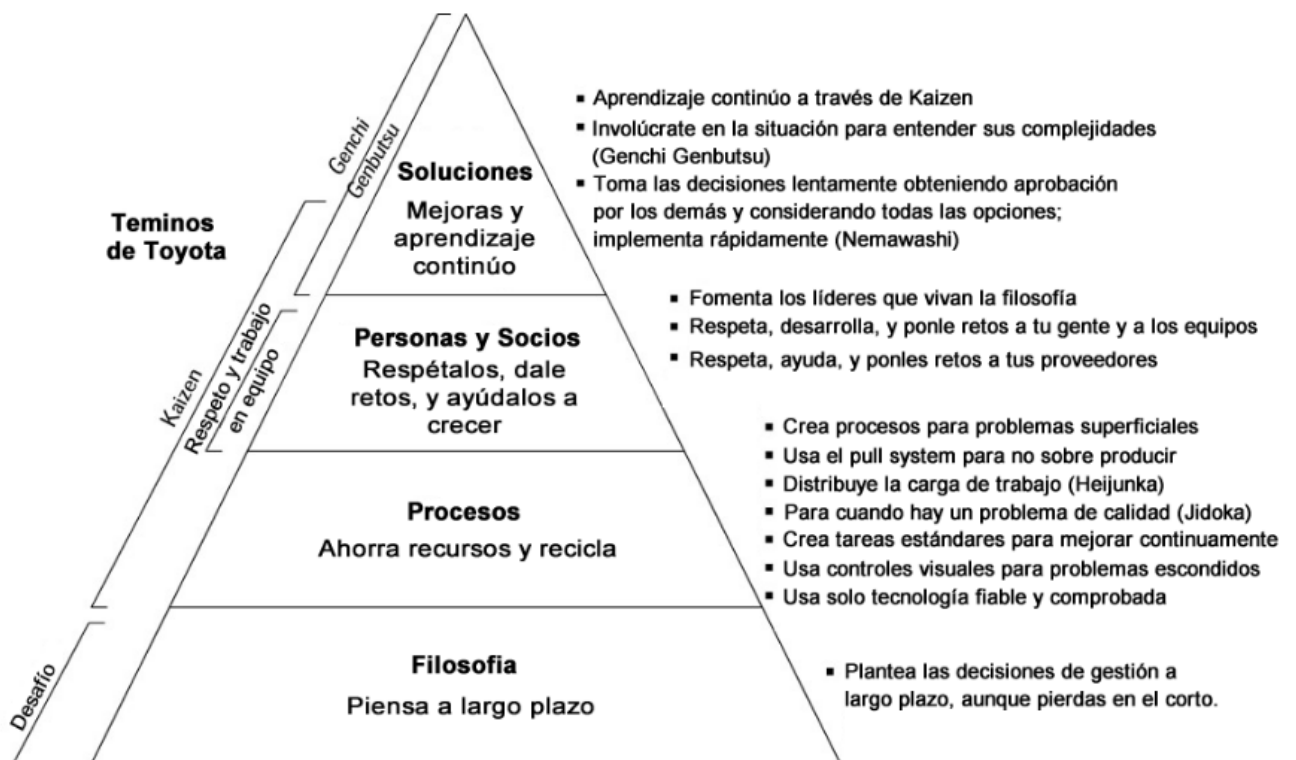 Teminos
de Toyota
Genchi
Genbutsu
Kaizen
Respeto y trabajo
en equipo
Desafío
Soluciones
Mejoras y
aprendizaje
continúo
▪ Aprendizaje continúo a través de Kaizen
▪ Involúcrate en la situación para entender sus complejidades
(Genchi Genbutsu)
▪ Toma las decisiones lentamente obteniendo aprobación
por los demás y considerando todas las opciones;
implementa rápidamente (Nemawashi)
Personas y Socios
Respétalos, dale
retos, y ayúdalos a
crecer
▪ Fomenta los líderes que vivan la filosofía
▪ Respeta, desarrolla, y ponle retos a tu gente y a los equipos
▪ Respeta, ayuda, y ponles retos a tus proveedores
Procesos
Ahorra recursos y recicla
▪ Crea procesos para problemas superficiales
▪ Usa el pull system para no sobre producir
▪ Distribuye la carga de trabajo (Heijunka)
▪ Para cuando hay un problema de calidad (Jidoka)
▪ Crea tareas estándares para mejorar continuamente
▪ Usa controles visuales para problemas escondidos
▪ Usa solo tecnología fiable y comprobada
Filosofia
Piensa a largo plazo
▪ Plantea las decisiones de gestión a
largo plazo, aunque pierdas en el corto.